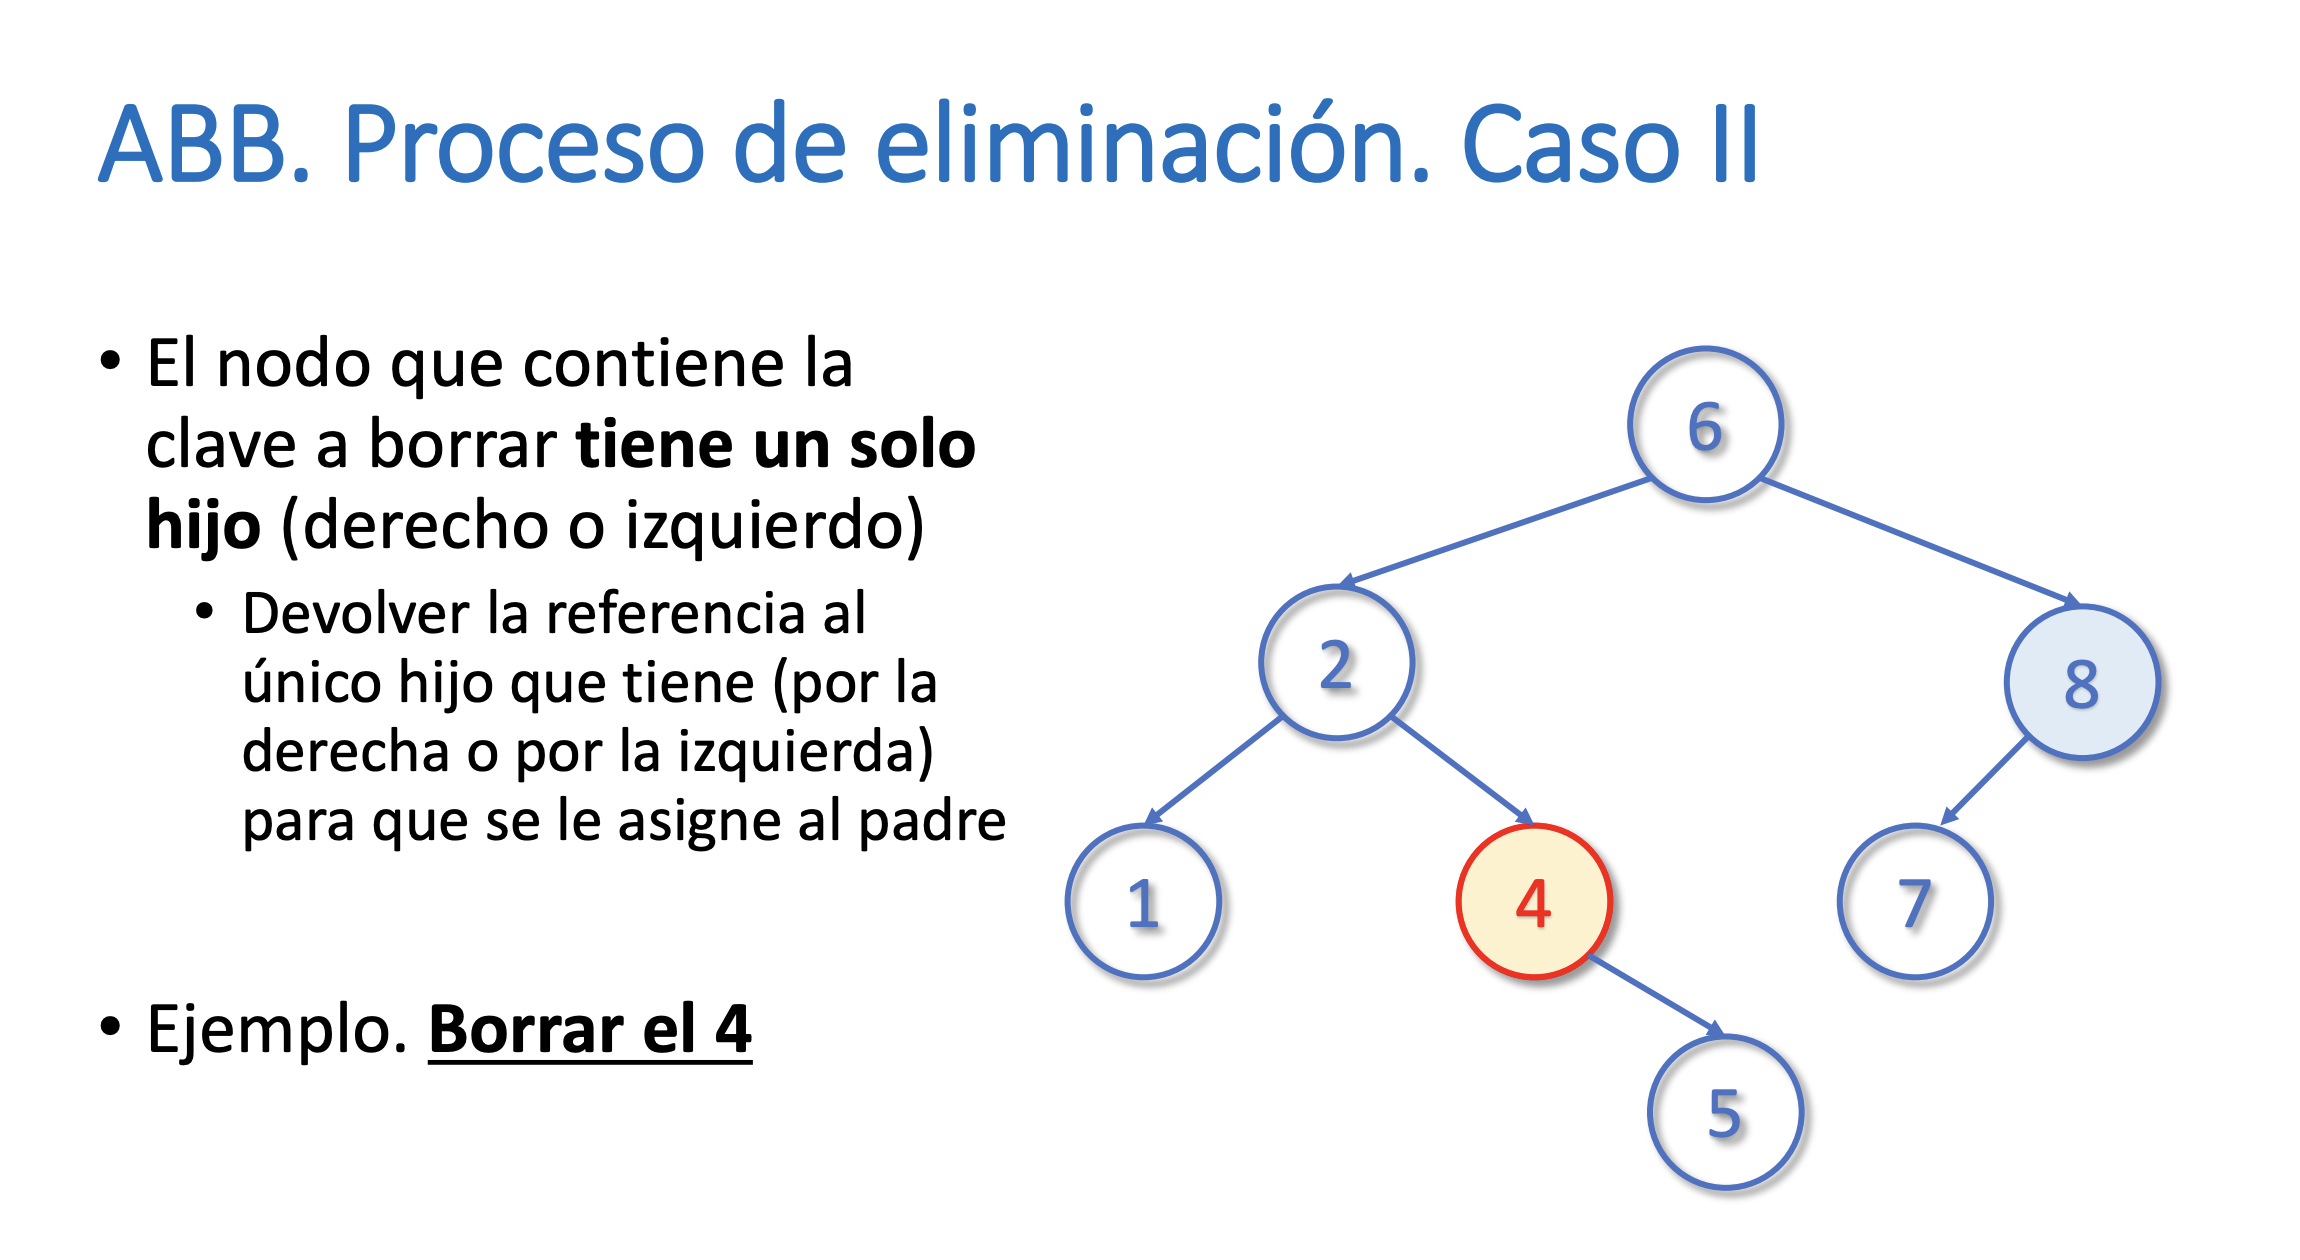 ABB. Proceso de eliminación. Caso II
• El nodo que contiene la
clave a borrar tiene un solo
hijo (derecho o izquierdo)
• Devolver la referencia al
único hijo que tiene (por la
derecha o por la izquierda)
para que se le asigne al padre
• Ejemplo. Borrar el 4
6
2
8
1
4
7
5